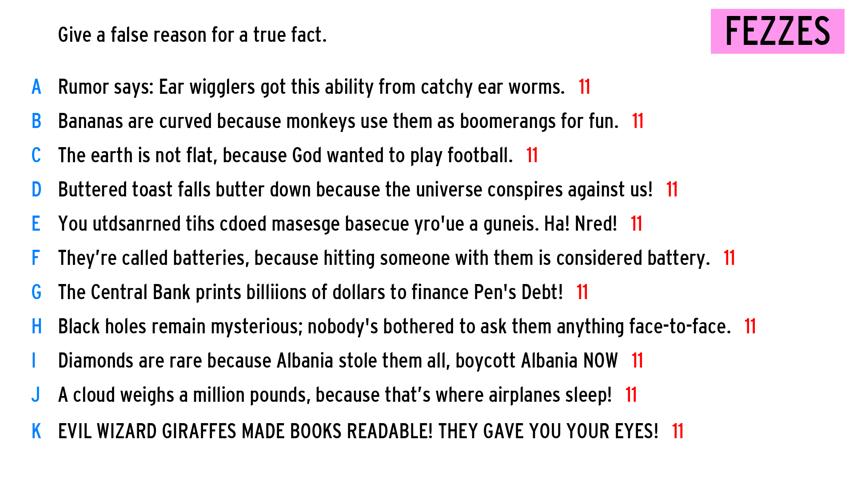 Give a false reason for a true fact.
FEZZES
A Rumor says: Ear wigglers got this ability from catchy ear worms. 11
B Bananas are curved because monkeys use them as boomerangs for fun. 11
C The earth is not flat, because God wanted to play football. 11
D Buttered toast falls butter down because the universe conspires against us! 11
E You utdsanrned tihs cdoed masesge basecue yro'ue a guneis. Ha! Nred! 11
F They’re called batteries, because hitting someone with them is considered battery. 11
G The Central Bank prints billiions of dollars to finance Pen's Debt! 11
H Black holes remain mysterious; nobody's bothered to ask them anything face-to-face. 11
I Diamonds are rare because Albania stole them all, boycott Albania NOW 11
J A cloud weighs a million pounds, because that’s where airplanes sleep! 11
K EVIL WIZARD GIRAFFES MADE BOOKS READABLE! THEY GAVE YOU YOUR EYES! 11